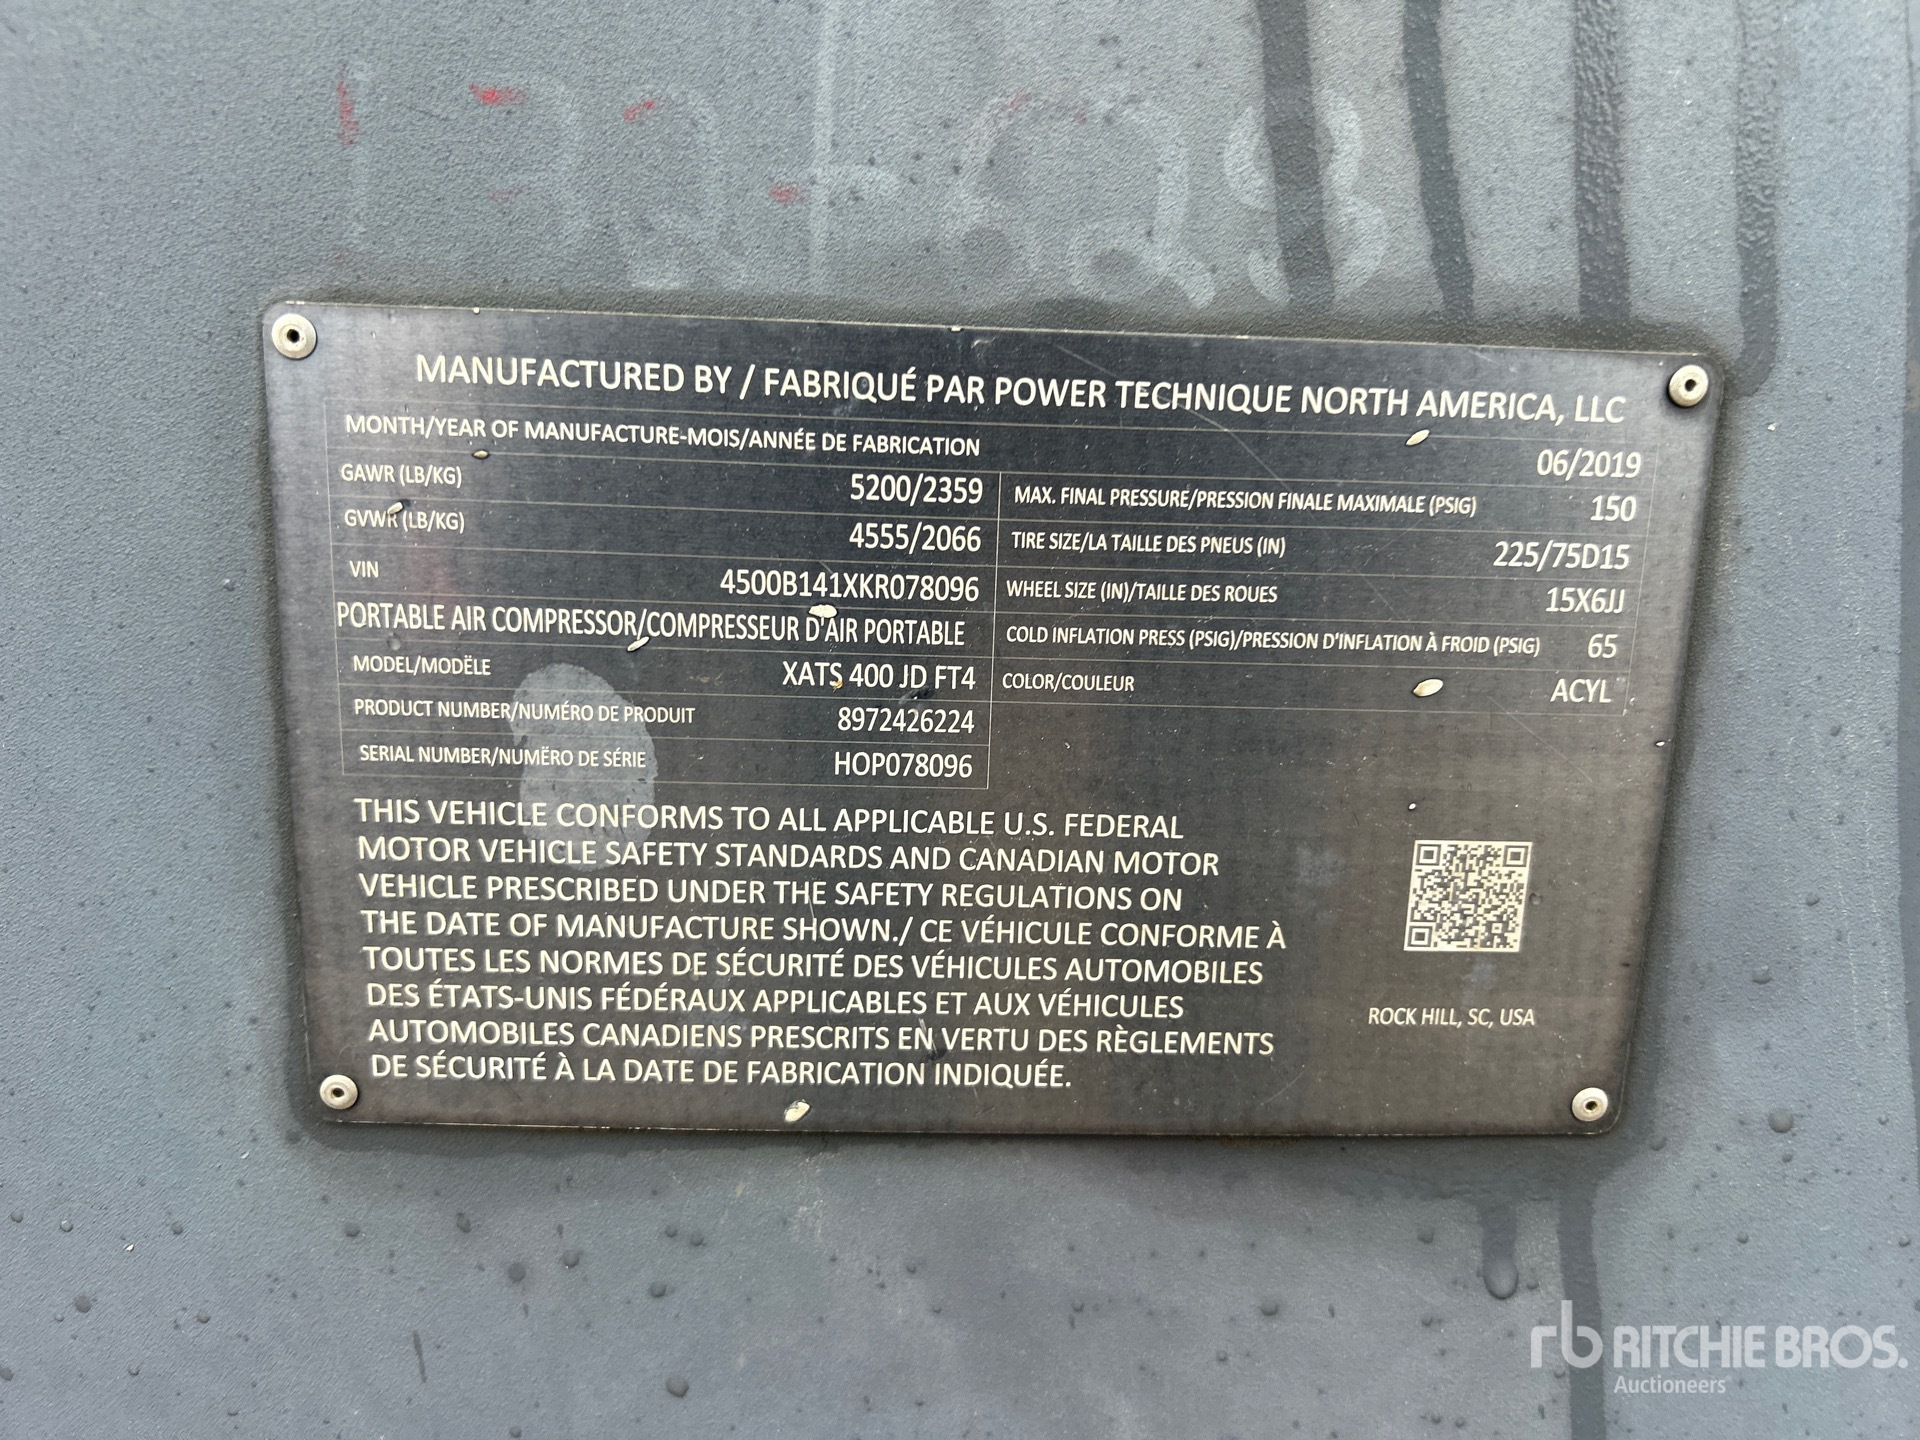 MANUFACTURED BY / FABRIQUÉ PAR POWER TECHNIQUE NORTH AMERICA, LLC
MONTH/YEAR OF MANUFACTURE-MOIS/ANNÉE DE FABRICATION 06/2019
GAWR (LB/KG) 5200/2359
GVWR (LB/KG) 4555/2066
VIN 4500B141XKR078096
PORTABLE AIR COMPRESSOR/COMPRESSEUR D'AIR PORTABLE
MODEL/MODËLE XATS 400 JD FT4
PRODUCT NUMBER/NUMÉRO DE PRODUIT 8972426224
SERIAL NUMBER/NUMËRO DE SÉRIE HOP078096
MAX. FINAL PRESSURE/PRESSION FINALE MAXIMALE (PSIG) 150
TIRE SIZE/LA TAILLE DES PNEUS (IN) 225/75D15
WHEEL SIZE (IN)/TAILLE DES ROUES 15X6JJ
COLD INFLATION PRESS (PSIG)/PRESSION D'INFLATION À FROID (PSIG) 65
COLOR/COULEUR ACYL
THIS VEHICLE CONFORMS TO ALL APPLICABLE U.S. FEDERAL
MOTOR VEHICLE SAFETY STANDARDS AND CANADIAN MOTOR
VEHICLE PRESCRIBED UNDER THE SAFETY REGULATIONS ON
THE DATE OF MANUFACTURE SHOWN./ CE VÉHICULE CONFORME À
TOUTES LES NORMES DE SÉCURITÉ DES VÉHICULES AUTOMOBILES
DES ÉTATS-UNIS FÉDÉRAUX APPLICABLES ET AUX VÉHICULES
AUTOMOBILES CANADIENS PRESCRITS EN VERTU DES RÈGLEMENTS
DE SÉCURITÉ À LA DATE DE FABRICATION INDIQUÉE.
ROCK HILL, SC, USA
rb RITCHIE BROS.
Auctioneers